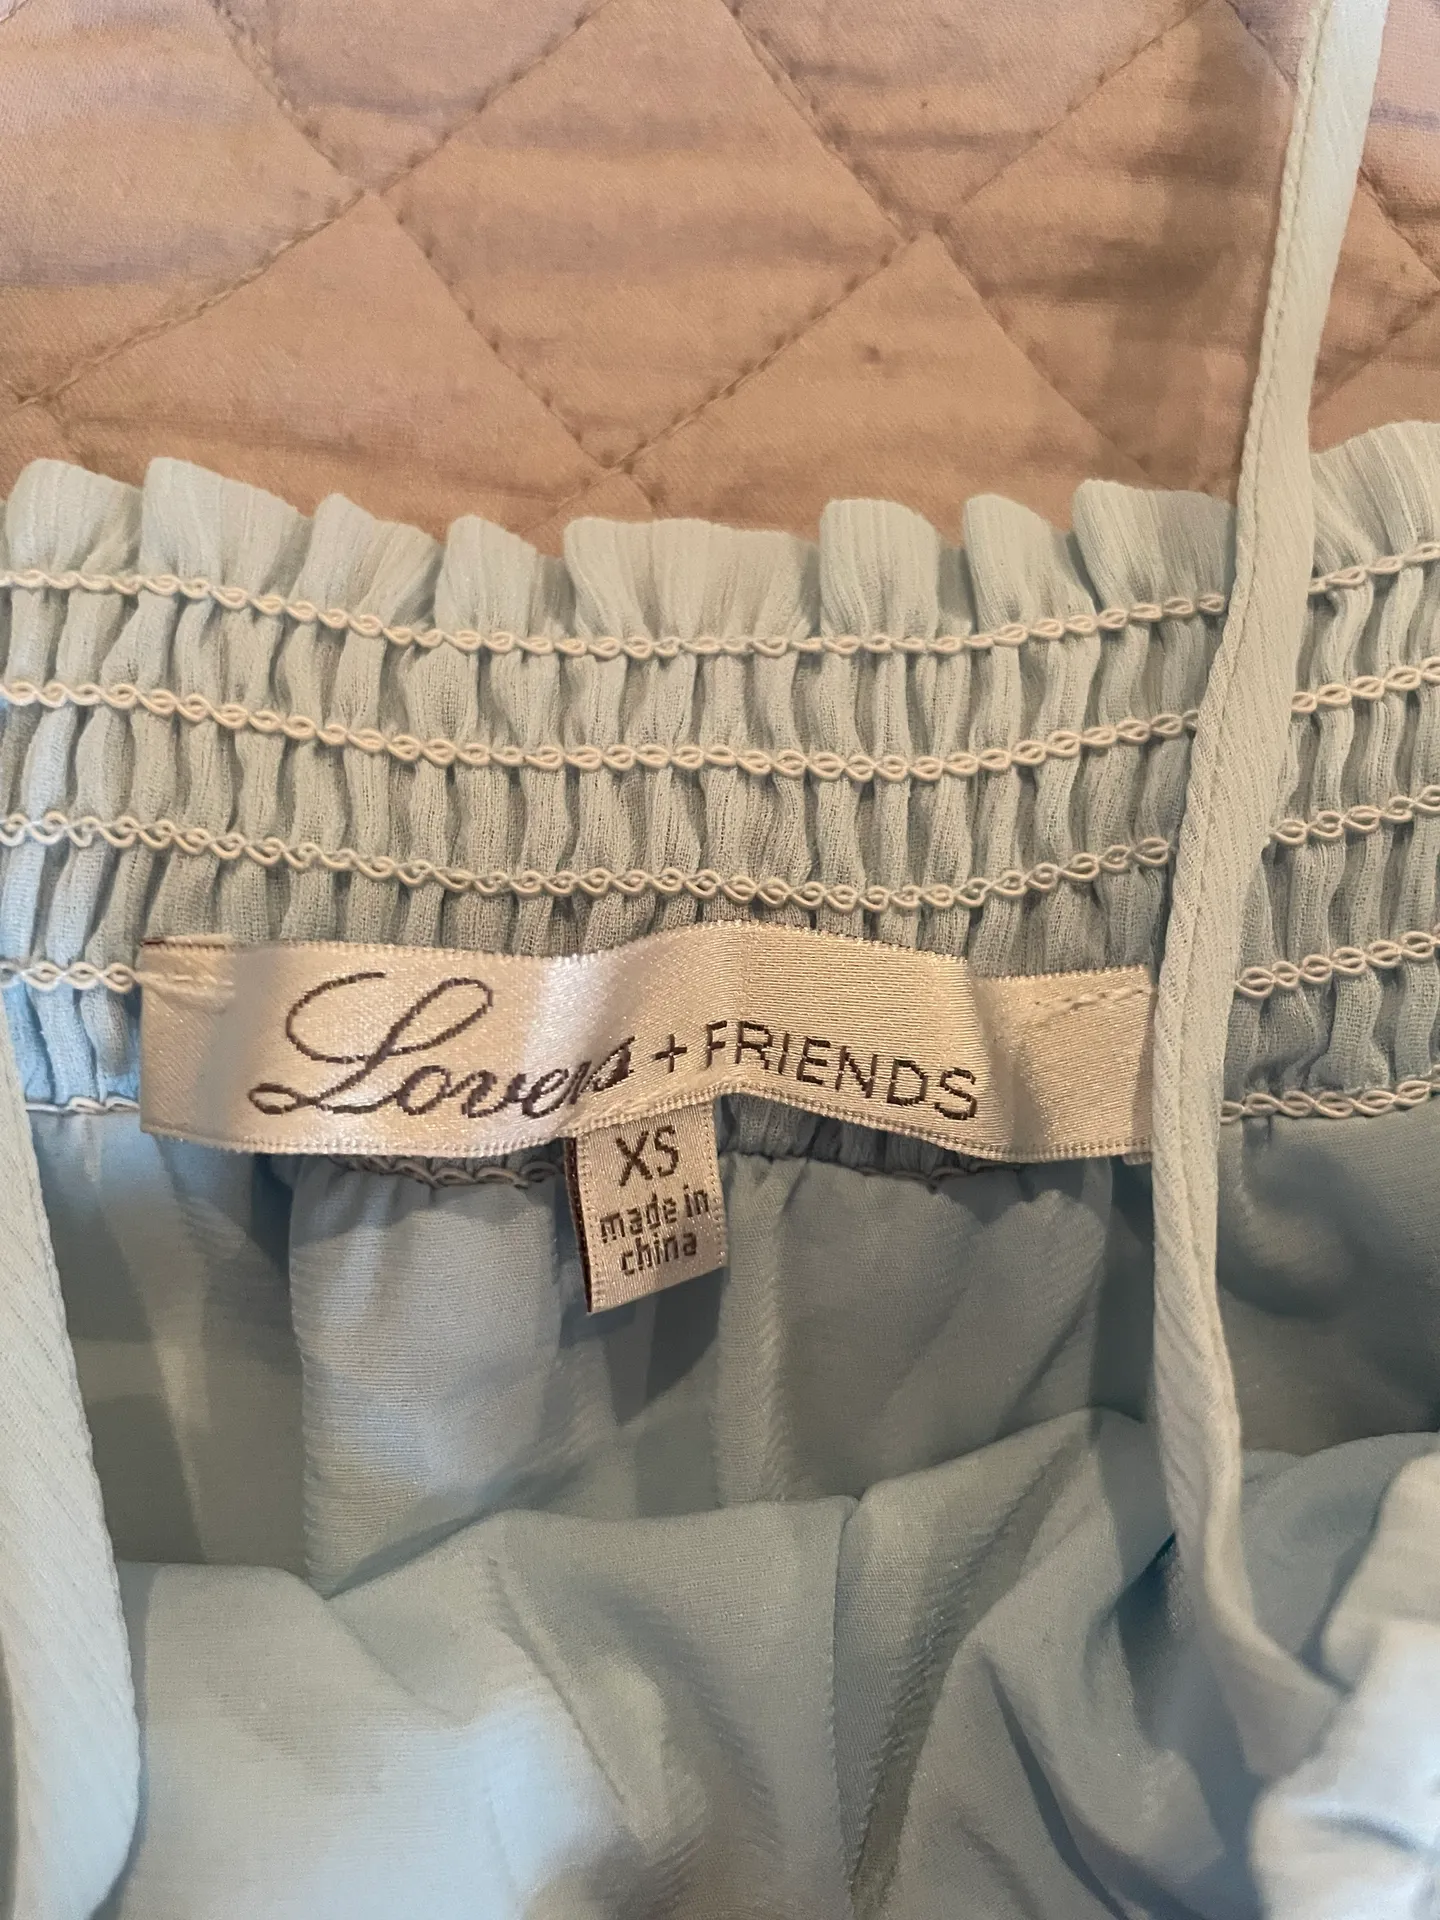 Lovers + FRIENDS
XS
made in
china